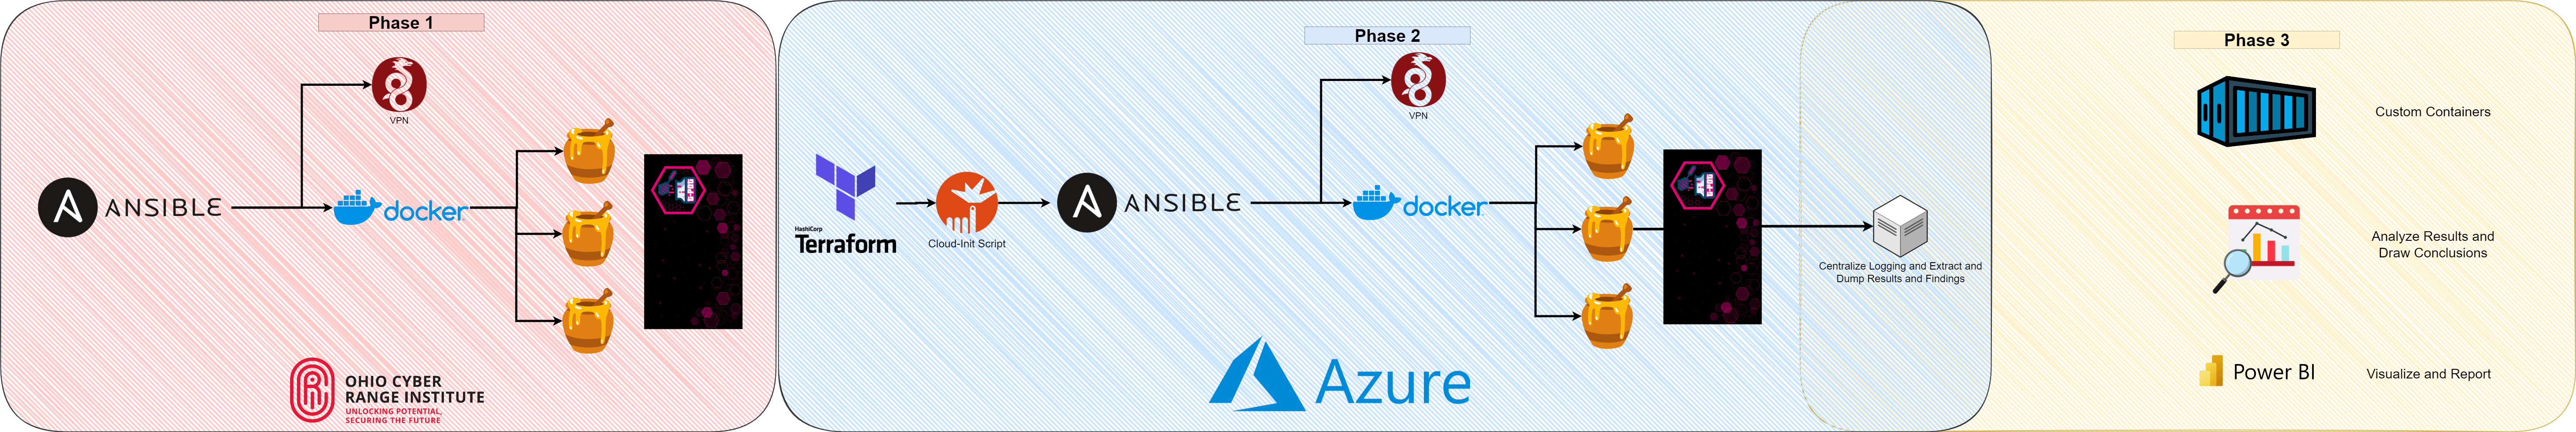 Phase 1
VPN
ANSIBLE
docker
OHIO CYBER
RANGE INSTITUTE
UNLOCKING POTENTIAL,
SECURING THE FUTURE
Phase 2
VPN
HashiCorp
Terraform
Cloud-Init Script
ANSIBLE
docker
Centralize Logging and Extract and
Dump Results and Findings
Azure
Phase 3
Custom Containers
Analyze Results and
Draw Conclusions
Power BI
Visualize and Report